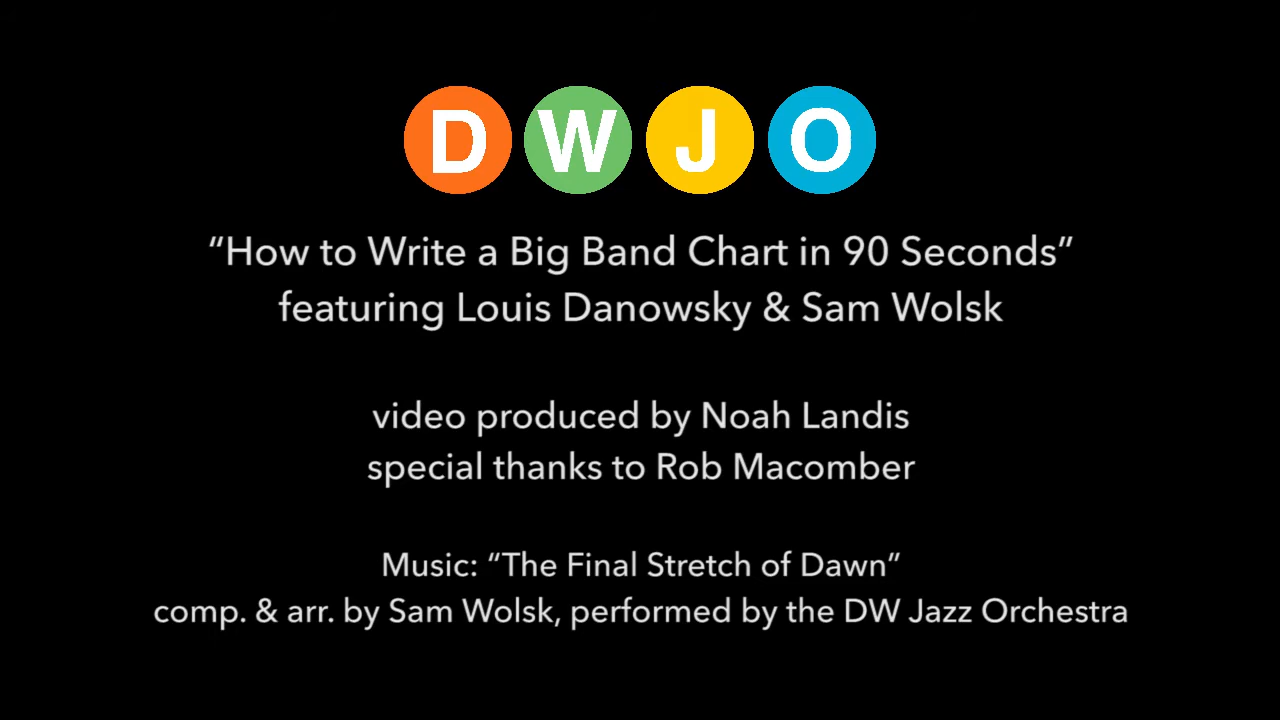 D W J O
“How to Write a Big Band Chart in 90 Seconds”
featuring Louis Danowsky & Sam Wolsk
video produced by Noah Landis
special thanks to Rob Macomber
Music: “The Final Stretch of Dawn”
comp. & arr. by Sam Wolsk, performed by the DW Jazz Orchestra